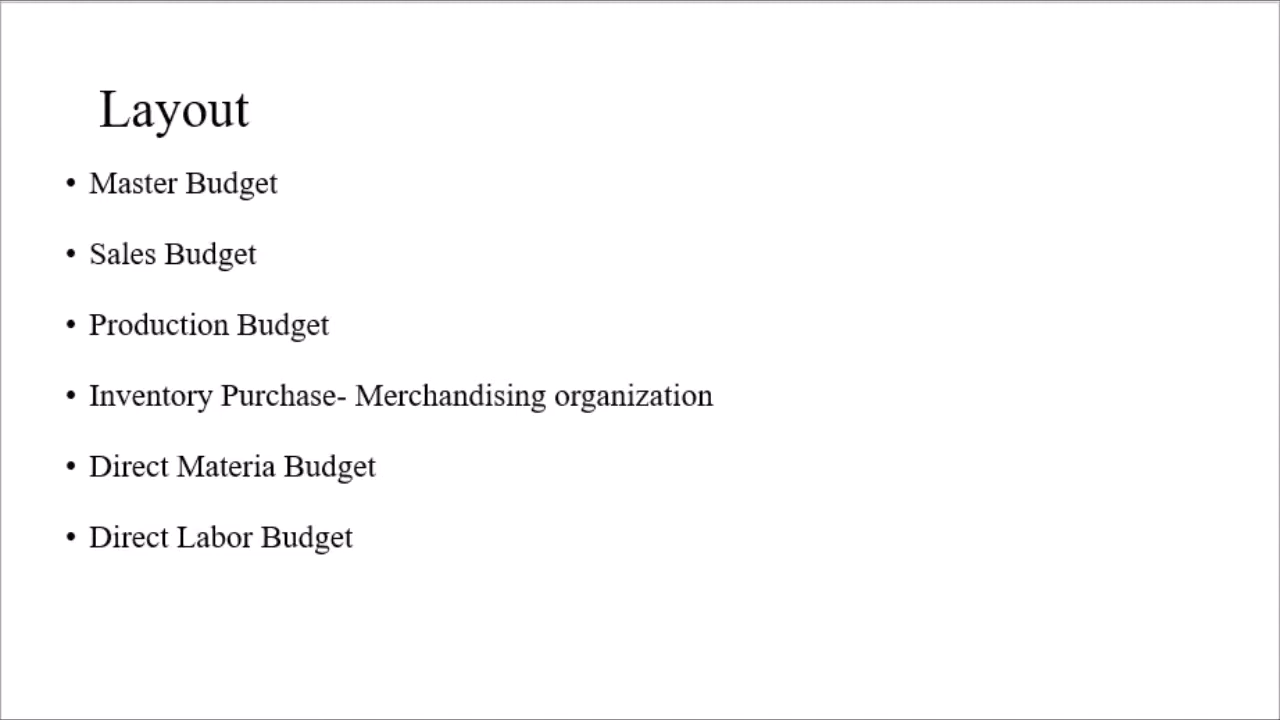 Layout
• Master Budget
• Sales Budget
• Production Budget
• Inventory Purchase- Merchandising organization
• Direct Materia Budget
• Direct Labor Budget